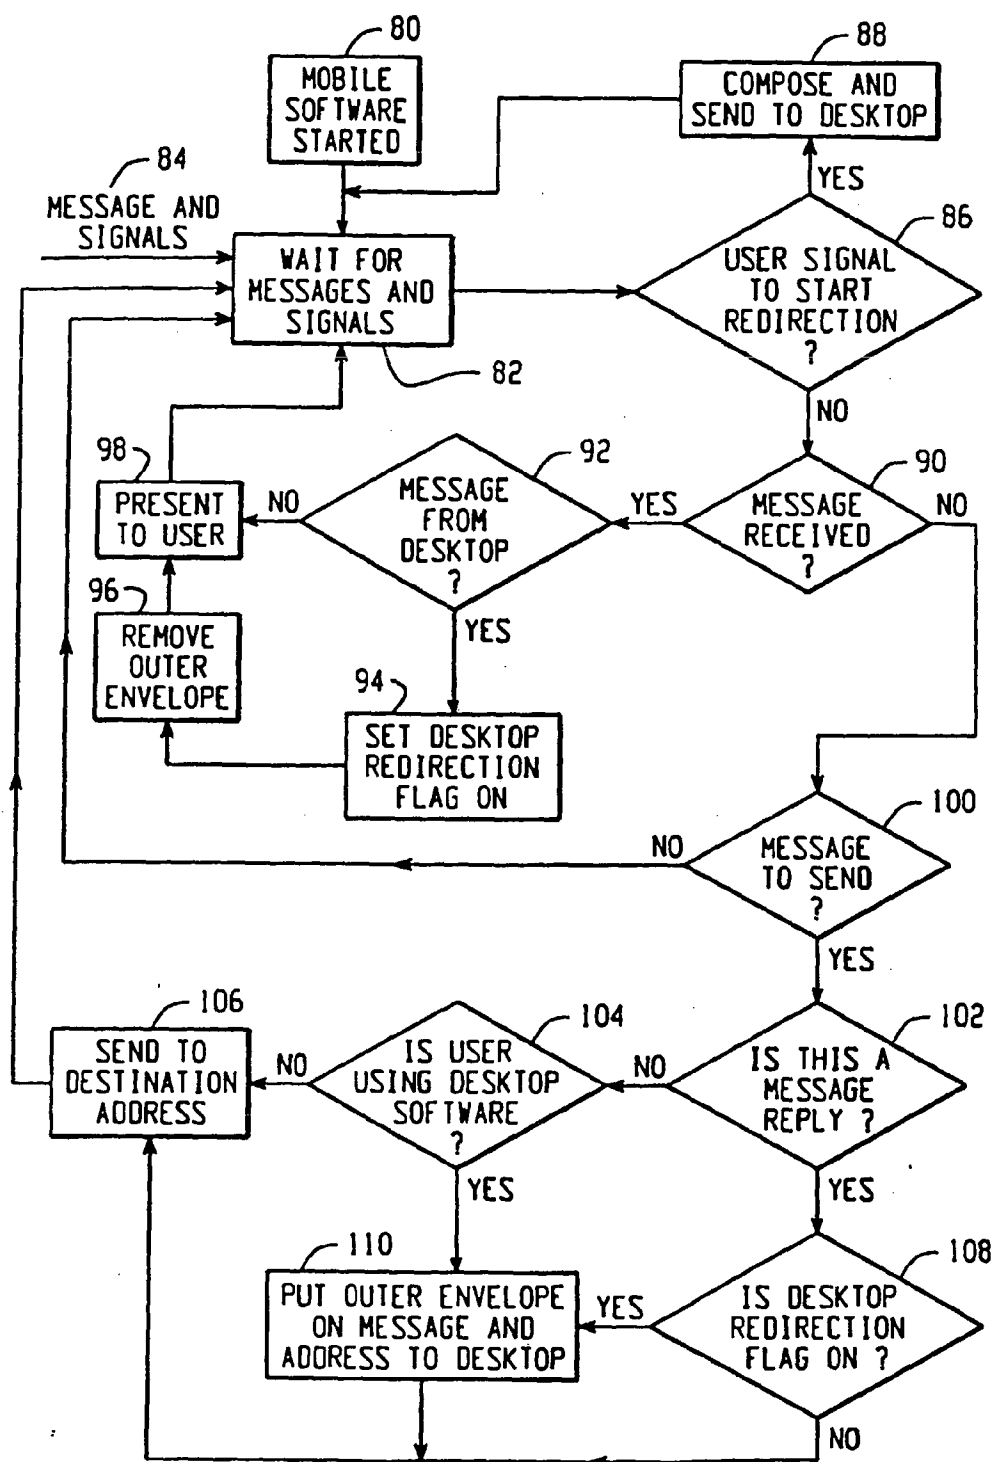 80
MOBILE
SOFTWARE
STARTED
88
COMPOSE AND
SEND TO DESKTOP
84
MESSAGE AND
SIGNALS
YES
86
WAIT FOR
MESSAGES AND
SIGNALS
82
USER SIGNAL
TO START
REDIRECTION
?
NO
98
PRESENT
TO USER
NO
92
MESSAGE
FROM
DESKTOP
?
YES
90
MESSAGE
RECEIVED
?
NO
96
REMOVE
OUTER
ENVELOPE
YES
94
SET DESKTOP
REDIRECTION
FLAG ON
100
MESSAGE
TO SEND
?
NO
YES
106
SEND TO
DESTINATION
ADDRESS
NO
104
IS USER
USING DESKTOP
SOFTWARE
?
NO
102
IS THIS A
MESSAGE
REPLY ?
YES
YES
110
PUT OUTER ENVELOPE
ON MESSAGE AND
ADDRESS TO DESKTOP
YES
108
IS DESKTOP
REDIRECTION
FLAG ON ?
NO